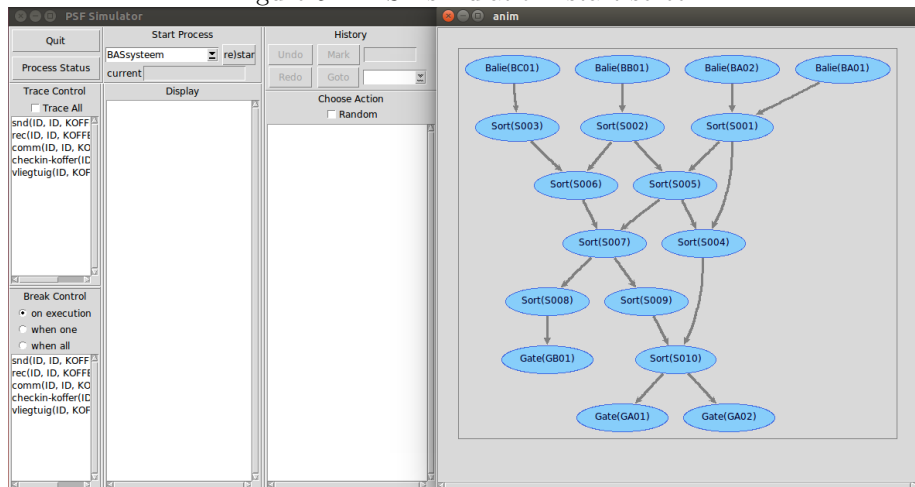 PSF Simulator
Quit
Process Status
Start Process
BASsysteem
re)star
current
History
Undo
Mark
Redo
Goto
Trace Control
Trace All
snd(ID, ID, KOFF
rec(ID, ID, KOFFE
comm(ID, ID, KO
checkin-koffer(ID
vliegtuig(ID, KOF
Display
Choose Action
Random
Break Control
on execution
when one
when all
snd(ID, ID, KOFFE
rec(ID, ID, KOFFE
comm(ID, ID, KO
checkin-koffer(ID
vliegtuig(ID, KOF
anim
Balie(BC01)
Balie(BB01)
Balie(BA02)
Balie(BA01)
Sort(S003)
Sort(S002)
Sort(S001)
Sort(S006)
Sort(S005)
Sort(S007)
Sort(S004)
Sort(S008)
Sort(S009)
Gate(GB01)
Sort(S010)
Gate(GA01)
Gate(GA02)